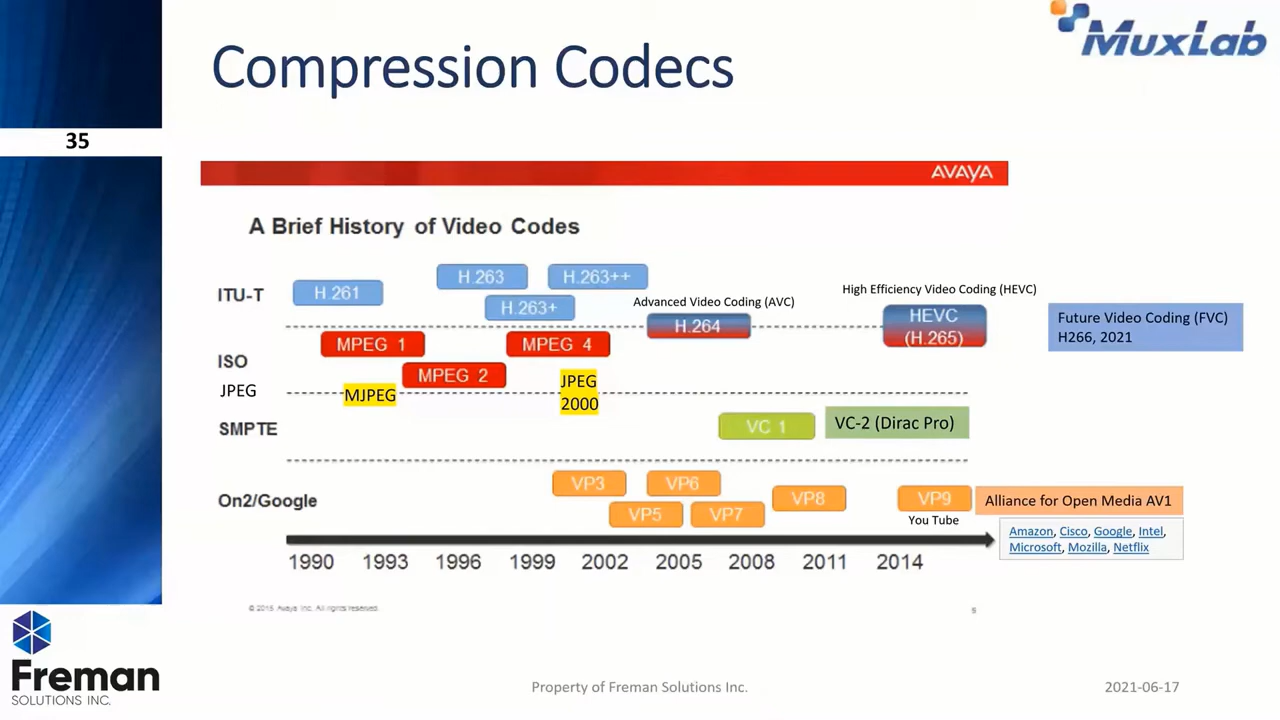 MuxLab
Compression Codecs
35
AVAYA
A Brief History of Video Codes
H.263
H.263++
ITU-T
H.261
High Efficiency Video Coding (HEVC)
H.263+
Advanced Video Coding (AVC)
H.264
HEVC
(H.265)
Future Video Coding (FVC)
H266, 2021
ISO
MPEG 1
MPEG 4
MPEG 2
JPEG
MJPEG
JPEG
2000
SMPTE
VC 1
VC-2 (Dirac Pro)
On2/Google
VP3
VP6
VP5
VP7
VP8
VP9
You Tube
Alliance for Open Media AV1
Amazon, Cisco, Google, Intel,
Microsoft, Mozilla, Netflix
1990 1993 1996 1999 2002 2005 2008 2011 2014
© 2015 Avaya Inc. All rights reserved.
Freman
SOLUTIONS INC.
Property of Freman Solutions Inc.
2021-06-17